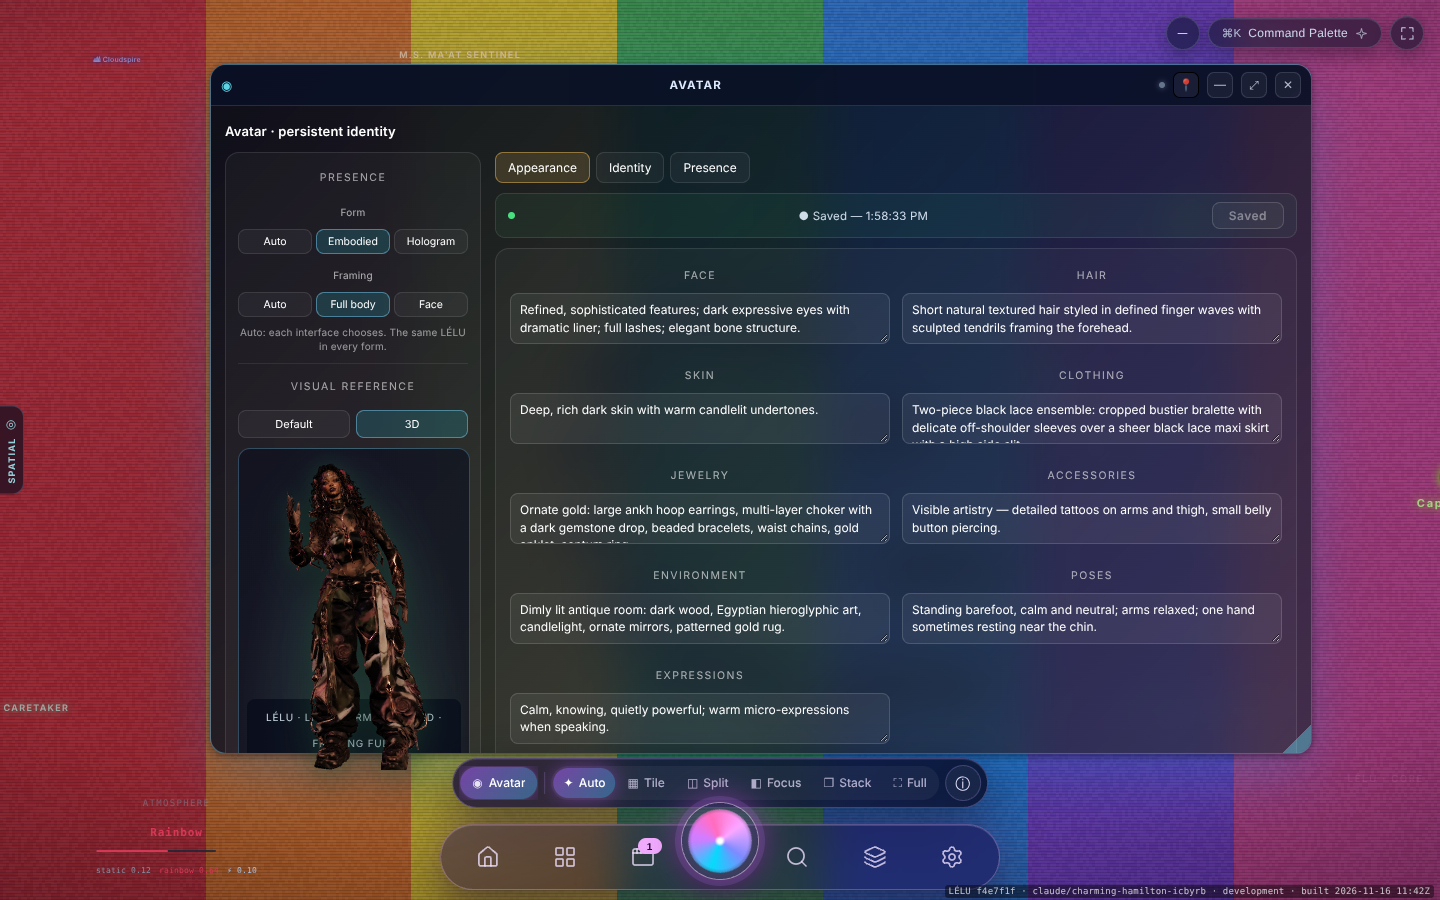 ⌘K Command Palette
M.S. MA'AT SENTINEL
Cloudspire
AVATAR
Avatar · persistent identity
PRESENCE
Form
Auto
Embodied
Hologram
Framing
Auto
Full body
Face
Auto: each interface chooses. The same LÉLU
in every form.
VISUAL REFERENCE
Default
3D
LÉLU ·
Appearance
Identity
Presence
Saved — 1:58:33 PM
Saved
FACE
Refined, sophisticated features; dark expressive eyes with
dramatic liner; full lashes; elegant bone structure.
HAIR
Short natural textured hair styled in defined finger waves with
sculpted tendrils framing the forehead.
SKIN
Deep, rich dark skin with warm candlelit undertones.
CLOTHING
Two-piece black lace ensemble: cropped bustier bralette with
delicate off-shoulder sleeves over a sheer black lace maxi skirt
JEWELRY
Ornate gold: large ankh hoop earrings, multi-layer choker with
a dark gemstone drop, beaded bracelets, waist chains, gold
ACCESSORIES
Visible artistry — detailed tattoos on arms and thigh, small belly
button piercing.
ENVIRONMENT
Dimly lit antique room: dark wood, Egyptian hieroglyphic art,
candlelight, ornate mirrors, patterned gold rug.
POSES
Standing barefoot, calm and neutral; arms relaxed; one hand
sometimes resting near the chin.
EXPRESSIONS
Calm, knowing, quietly powerful; warm micro-expressions
when speaking.
SPATIAL
Cap
CARETAKER
ATMOSPHERE
Rainbow
static 0.12 rainbow ⚡ 0.10
Avatar
Auto
Tile
Split
Focus
Stack
Full
1
LÉLU f4e7f1f · claude/charming-hamilton-icbyrb · development · built 2026-11-16 11:42Z